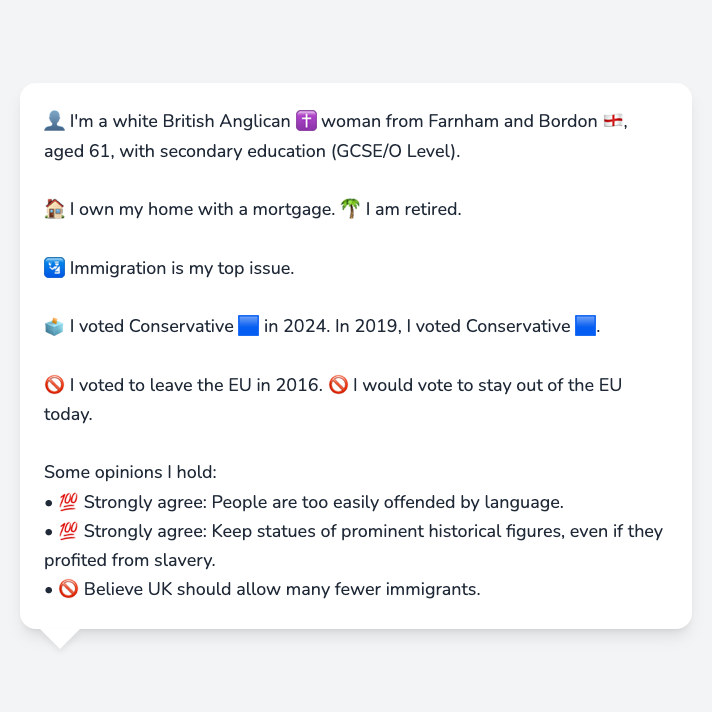 👤 I'm a white British Anglican ✝️ woman from Farnham and Bordon 🏴󠁧󠁢󠁥󠁮󠁧󠁿,
aged 61, with secondary education (GCSE/O Level).
🏠 I own my home with a mortgage. 🌴 I am retired.
🛂 Immigration is my top issue.
🗳️ I voted Conservative 🟦 in 2024. In 2019, I voted Conservative 🟦.
🚫 I voted to leave the EU in 2016. 🚫 I would vote to stay out of the EU
today.
Some opinions I hold:
• 💯 Strongly agree: People are too easily offended by language.
• 💯 Strongly agree: Keep statues of prominent historical figures, even if they
profited from slavery.
• 🚫 Believe UK should allow many fewer immigrants.